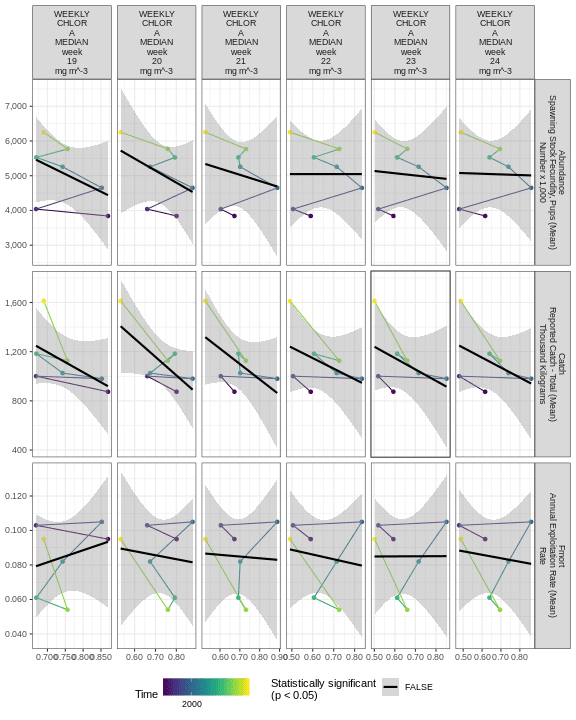 WEEKLY
CHLOR
A
MEDIAN
week
19
mg m^-3
WEEKLY
CHLOR
A
MEDIAN
week
20
mg m^-3
WEEKLY
CHLOR
A
MEDIAN
week
21
mg m^-3
WEEKLY
CHLOR
A
MEDIAN
week
22
mg m^-3
WEEKLY
CHLOR
A
MEDIAN
week
23
mg m^-3
WEEKLY
CHLOR
A
MEDIAN
week
24
mg m^-3
7,000
6,000
5,000
4,000
3,000
Abundance
Spawning Stock Fecundity, Pups (Mean)
Number x 1,000
1,600
1,200
800
400
Catch
Reported Catch - Total (Mean)
Thousand Kilograms
0.120
0.100
0.080
0.060
0.040
Fmort
Annual Exploitation Rate (Mean)
Rate
0.700 0.750 0.800 0.850
0.60 0.70 0.80
0.60 0.70 0.80 0.90
0.50 0.60 0.70 0.80
0.50 0.60 0.70 0.80
0.50 0.60 0.70 0.80
Time
2000
Statistically significant
(p < 0.05)
FALSE